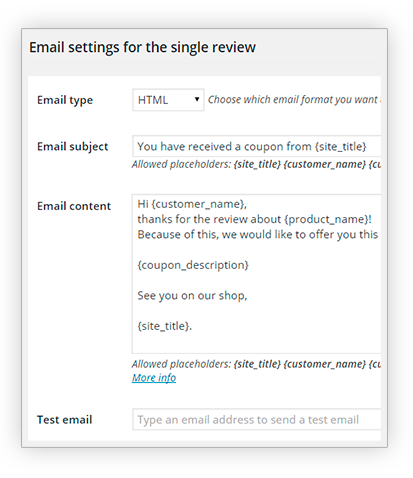 Email settings for the single review
Email type
HTML
Choose which email format you want
Email subject
You have received a coupon from {site_title}
Allowed placeholders: {site_title} {customer_name} {cu
Email content
Hi {customer_name},
thanks for the review about {product_name}!
Because of this, we would like to offer you this
{coupon_description}
See you on our shop,
{site_title}.
Allowed placeholders: {site_title} {customer_name} {cu
More info
Test email
Type an email address to send a test email